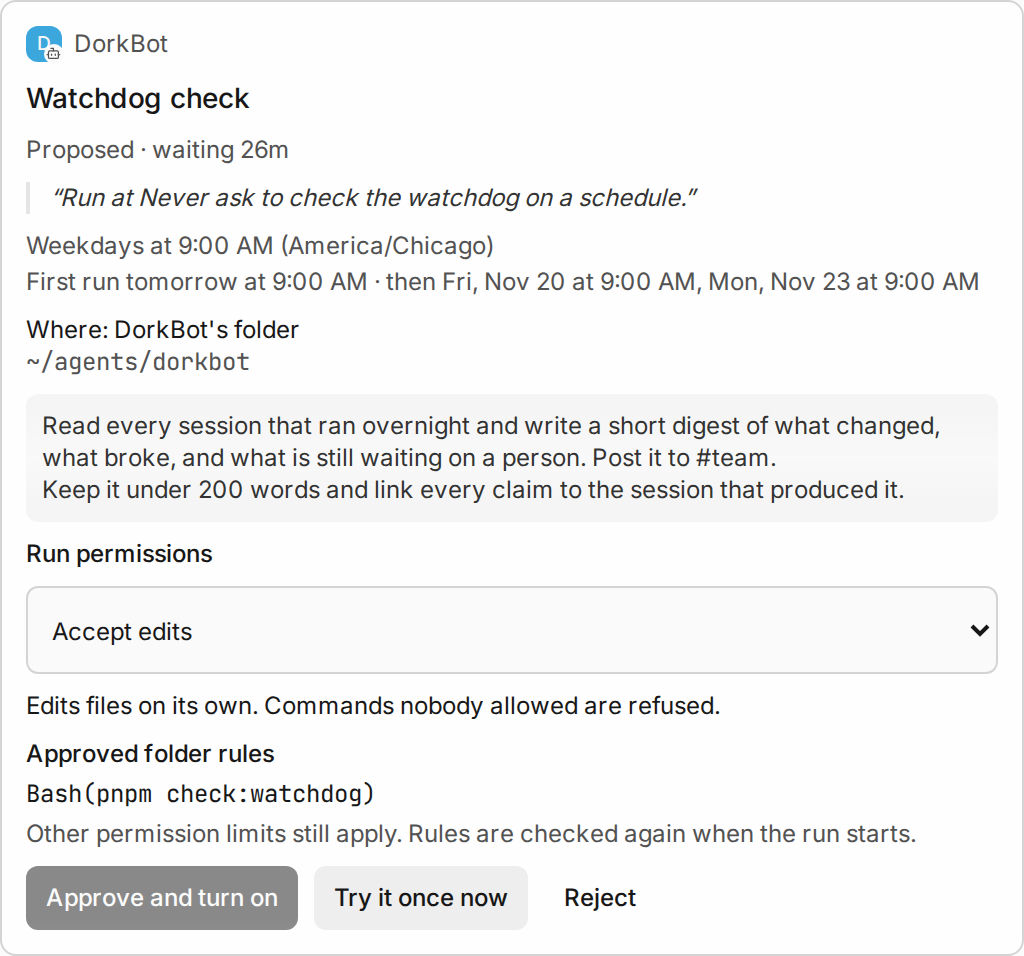 D
DorkBot
Watchdog check
Proposed · waiting 26m
“Run at Never ask to check the watchdog on a schedule.”
Weekdays at 9:00 AM (America/Chicago)
First run tomorrow at 9:00 AM · then Fri, Nov 20 at 9:00 AM, Mon, Nov 23 at 9:00 AM
Where: DorkBot's folder
~/agents/dorkbot
Read every session that ran overnight and write a short digest of what changed,
what broke, and what is still waiting on a person. Post it to #team.
Keep it under 200 words and link every claim to the session that produced it.
Run permissions
Accept edits
Edits files on its own. Commands nobody allowed are refused.
Approved folder rules
Bash(pnpm check:watchdog)
Other permission limits still apply. Rules are checked again when the run starts.
Approve and turn on
Try it once now
Reject